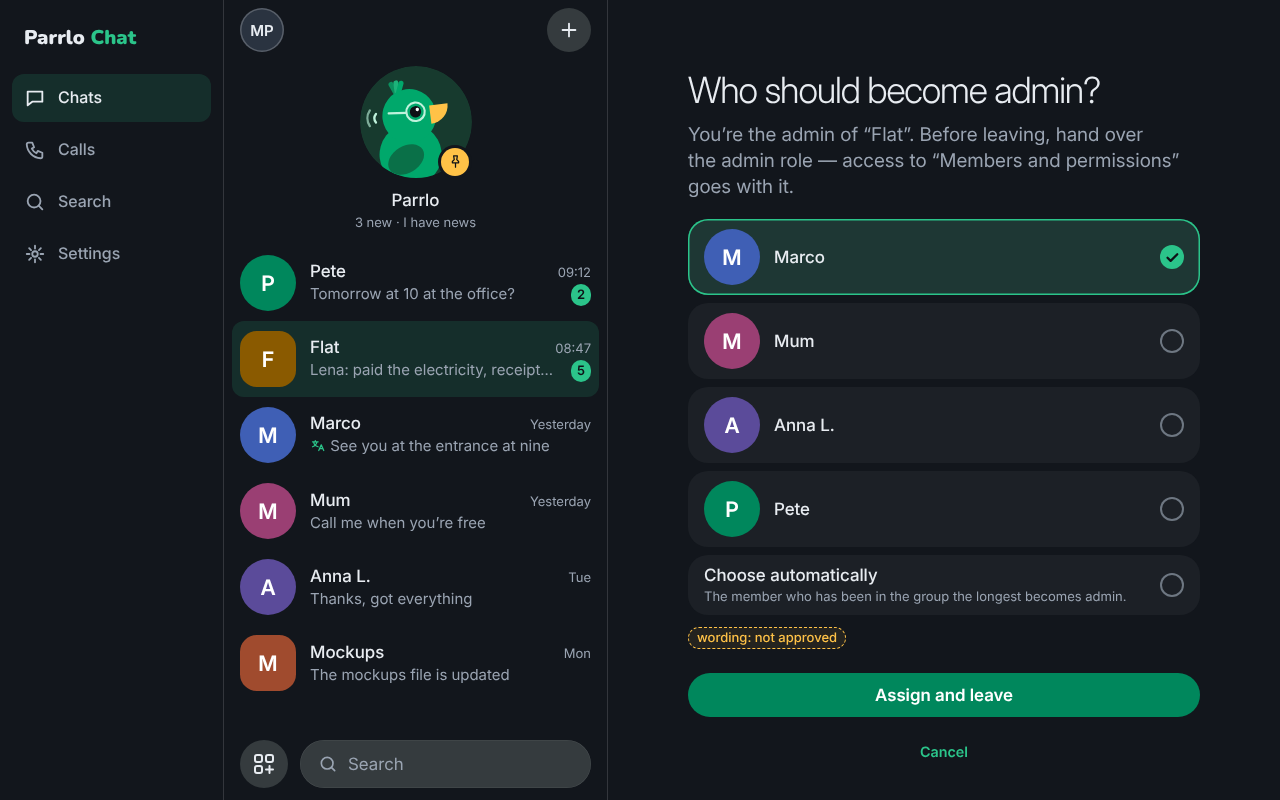 Parrlo Chat
Chats
Calls
Search
Settings
MP
Parrlo
3 new · I have news
P
Pete
09:12
Tomorrow at 10 at the office?
2
F
Flat
08:47
Lena: paid the electricity, receipt…
5
M
Marco
Yesterday
See you at the entrance at nine
M
Mum
Yesterday
Call me when you’re free
A
Anna L.
Tue
Thanks, got everything
M
Mockups
Mon
The mockups file is updated
Search
Who should become admin?
You’re the admin of “Flat”. Before leaving, hand over
the admin role — access to “Members and permissions”
goes with it.
M
Marco
M
Mum
A
Anna L.
P
Pete
Choose automatically
The member who has been in the group the longest becomes admin.
wording: not approved
Assign and leave
Cancel